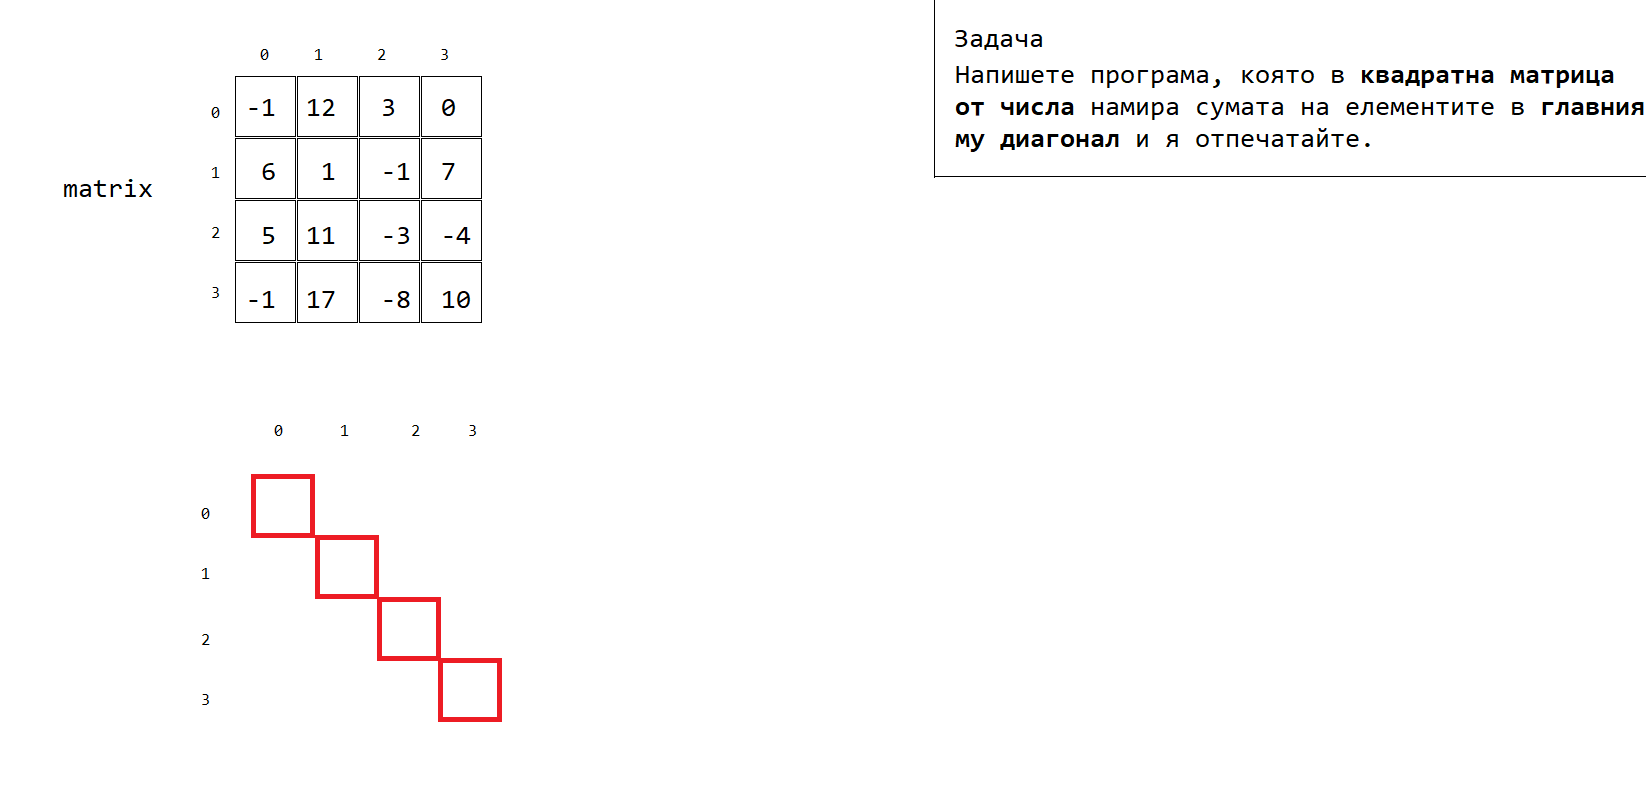 0 1 2 3
0 -1 12 3 0
1 6 1 -1 7
matrix
2 5 11 -3 -4
3 -1 17 -8 10
0 1 2 3
0
1
2
3
Задача
Напишете програма, която в квадратна матрица
от числа намира сумата на елементите в главния
му диагонал и я отпечатайте.